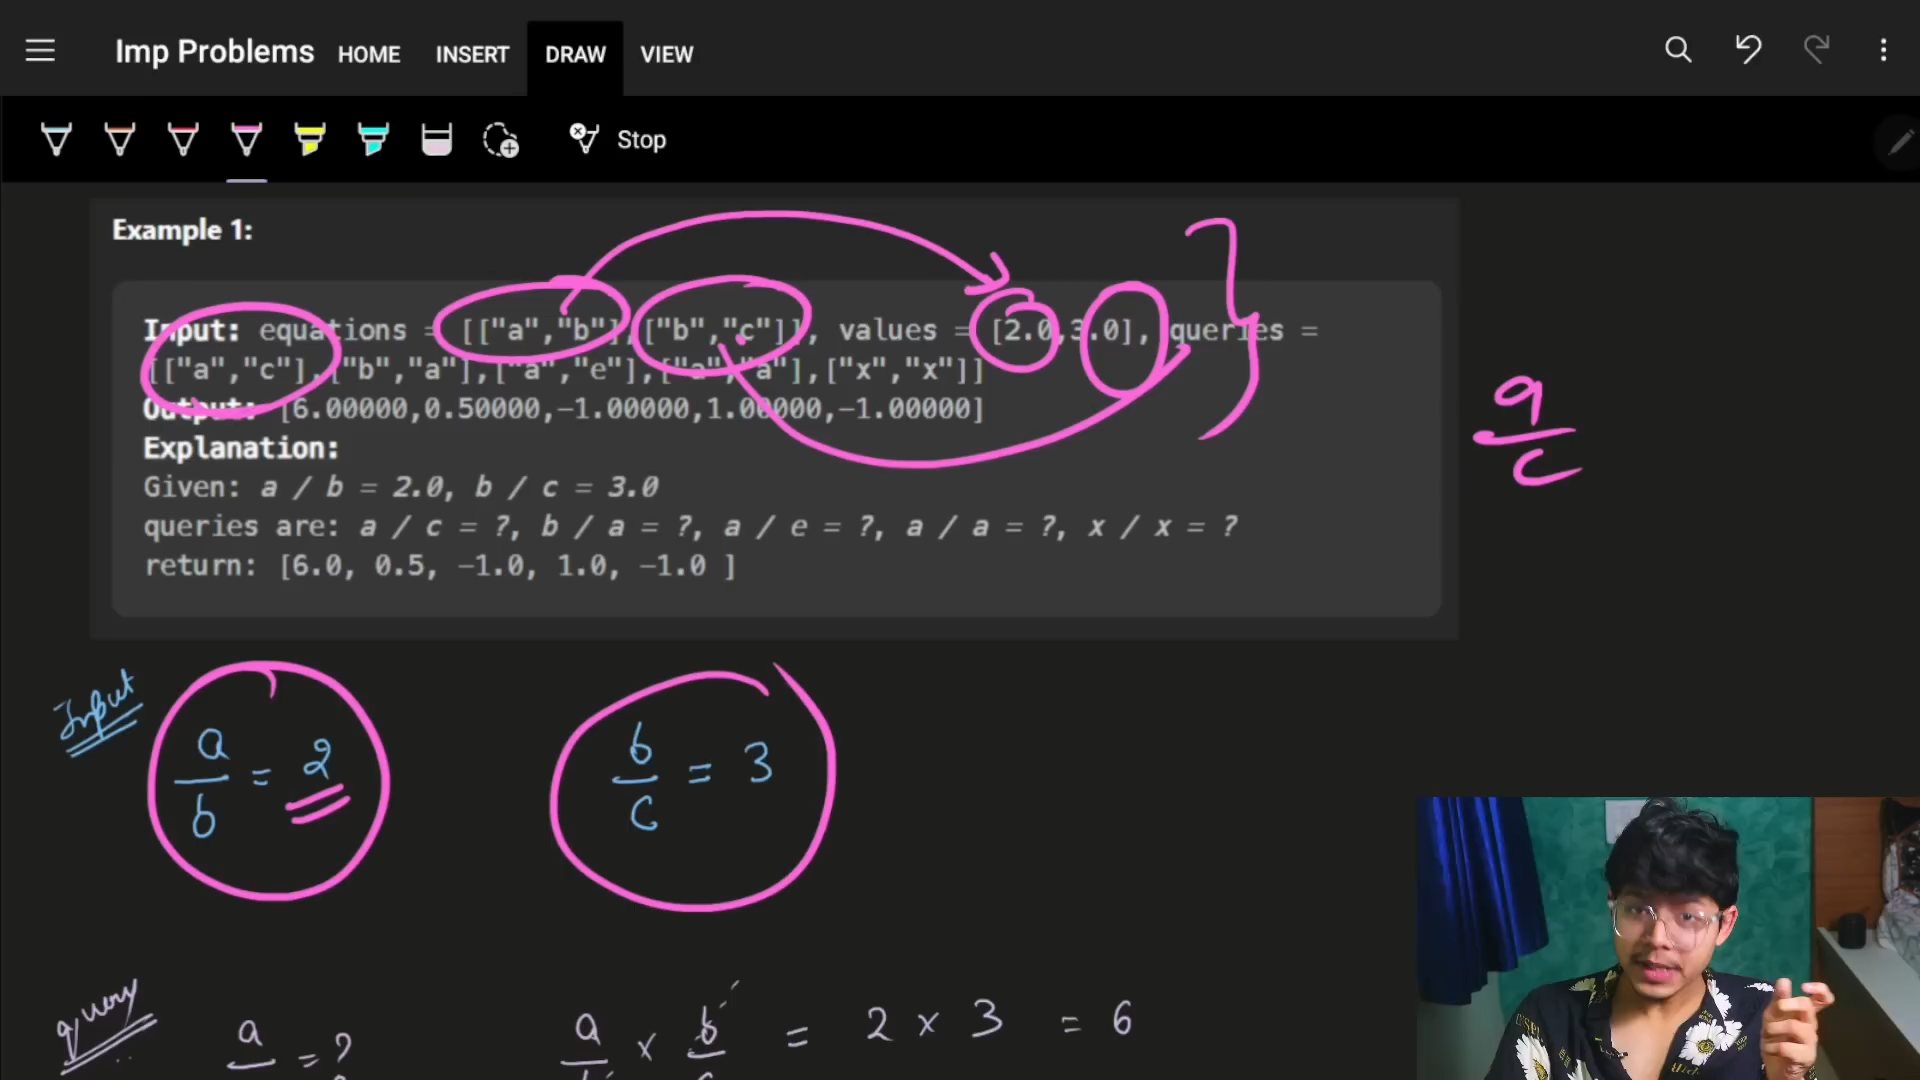 Imp Problems HOME INSERT DRAW VIEW
Stop
Example 1:
Input: equations = [["a","b"],["b","c"]], values = [2.0,3.0], queries =
[["a","c"],["b","a"],["a","e"],["a","a"],["x","x"]]
Output: [6.00000,0.50000,-1.00000,1.00000,-1.00000]
Explanation:
Given: a / b = 2.0, b / c = 3.0
queries are: a / c = ?, b / a = ?, a / e = ?, a / a = ?, x / x = ?
return: [6.0, 0.5, -1.0, 1.0, -1.0 ]
a
c
Input
a
b
= 2
b
c
= 3
query
a
= ?
a × b = 2 × 3 = 6